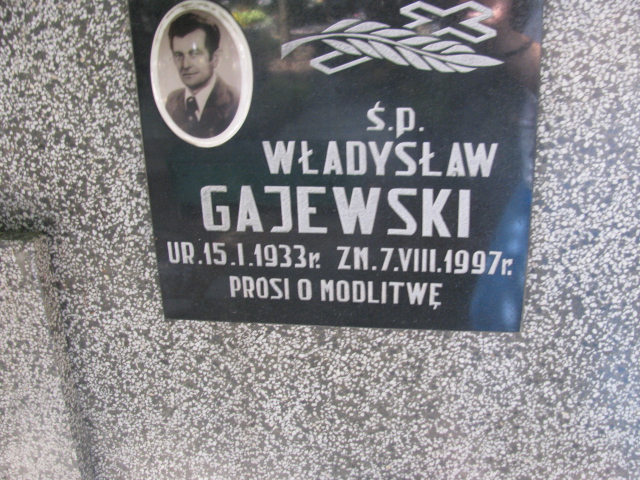 Ś.P.
WŁADYSŁAW
GAJEWSKI
UR.15.I.1933r. ZM.7.VIII.1997r.
PROSI O MODLITWĘ